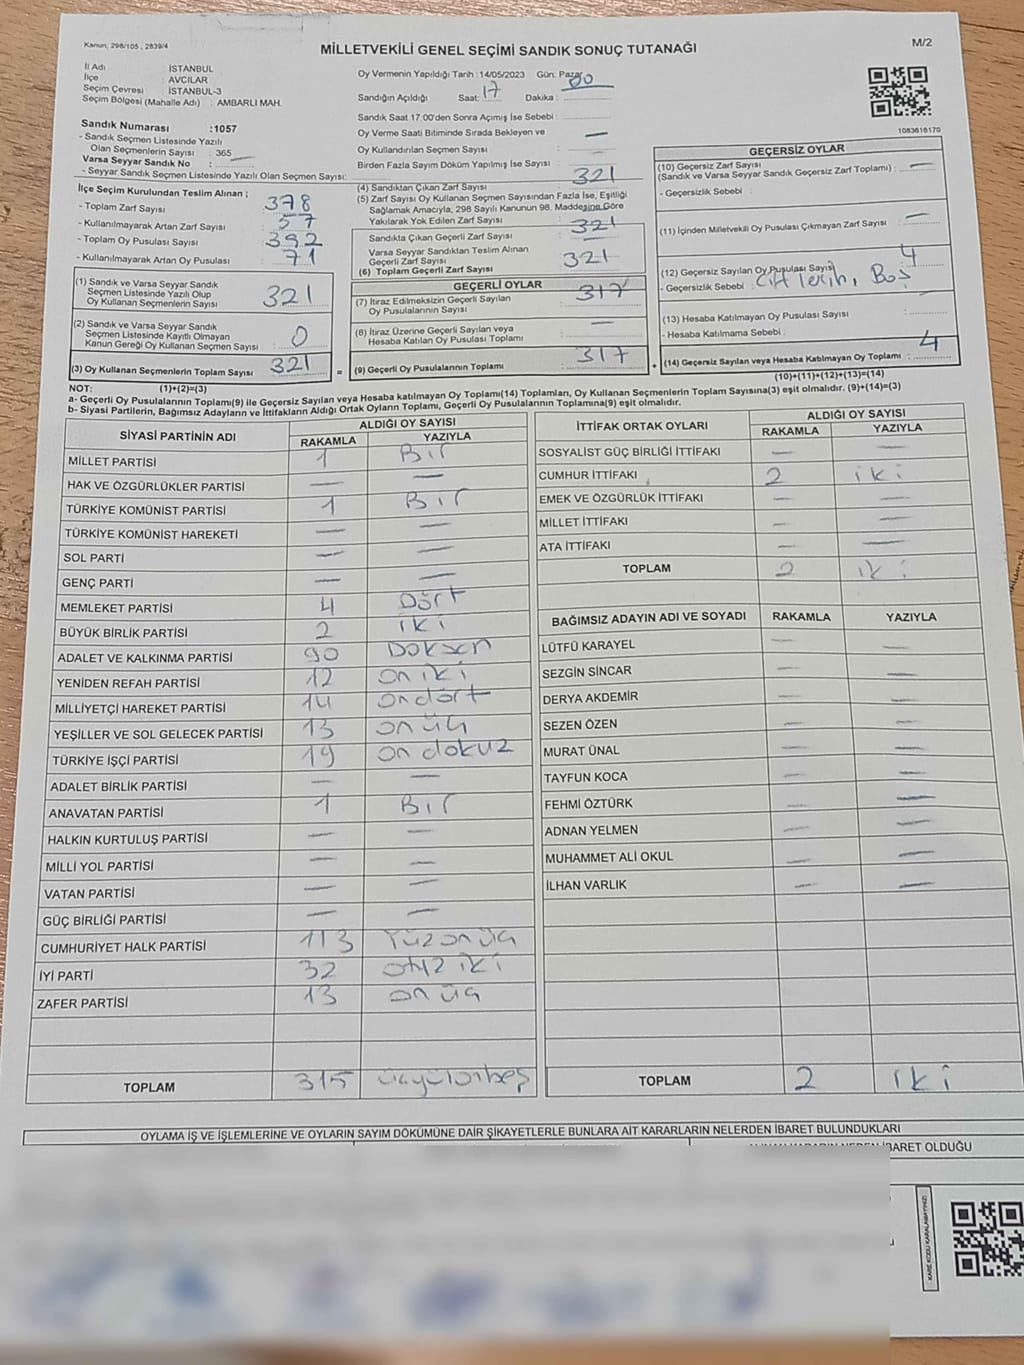 Kanun, 298/105 , 2839/4
MİLLETVEKİLİ GENEL SEÇİMİ SANDIK SONUÇ TUTANAĞI
M/2
İl Adı : İSTANBUL
İlçe : AVCILAR
Seçim Çevresi : İSTANBUL-3
Seçim Bölgesi (Mahalle Adı) : AMBARLI MAH.
Sandık Numarası :1057
- Sandık Seçmen Listesinde Yazılı
Olan Seçmenlerin Sayısı : 365
Varsa Seyyar Sandık No : —
- Seyyar Sandık Seçmen Listesinde Yazılı Olan Seçmen Sayısı:
Oy Vermenin Yapıldığı Tarih :14/05/2023 Gün: Pazar
Sandığın Açıldığı Saat: 17 Dakika : 00
Sandık Saat 17.00'den Sonra Açımış İse Sebebi :
Oy Verme Saati Bitiminde Sırada Bekleyen ve
Oy Kullandırılan Seçmen Sayısı : —
Birden Fazla Sayım Döküm Yapılmış İse Sayısı :
1083616170
İlçe Seçim Kurulundan Teslim Alınan ;
- Toplam Zarf Sayısı : 378
- Kullanılmayarak Artan Zarf Sayısı : 57
- Toplam Oy Pusulası Sayısı : 392
- Kullanılmayarak Artan Oy Pusulası : 71
(1) Sandık ve Varsa Seyyar Sandık
Seçmen Listesinde Yazılı Olup
Oy Kullanan Seçmenlerin Sayısı : 321
(2) Sandık ve Varsa Seyyar Sandık
Seçmen Listesinde Kayıtlı Olmayan
Kanun Gereği Oy Kullanan Seçmen Sayısı : 0
(3) Oy Kullanan Seçmenlerin Toplam Sayısı : 321
(4) Sandıktan Çıkan Zarf Sayısı : 321
(5) Zarf Sayısı Oy Kullanan Seçmen Sayısından Fazla İse, Eşitliği
Sağlamak Amacıyla, 298 Sayılı Kanunun 98. Maddesine Göre
Yakılarak Yok Edilen Zarf Sayısı :
Sandıkta Çıkan Geçerli Zarf Sayısı : 321
Varsa Seyyar Sandıktan Teslim Alınan
Geçerli Zarf Sayısı : —
(6) Toplam Geçerli Zarf Sayısı : 321
GEÇERLİ OYLAR
(7) İtiraz Edilmeksizin Geçerli Sayılan
Oy Pusulalarının Sayısı : 317
(8) İtiraz Üzerine Geçerli Sayılan veya
Hesaba Katılan Oy Pusulası Toplamı : —
(9) Geçerli Oy Pusulalarının Toplamı : 317
GEÇERSİZ OYLAR
(10) Geçersiz Zarf Sayısı
(Sandık ve Varsa Seyyar Sandık Geçersiz Zarf Toplamı) : —
- Geçersizlik Sebebi :
(11) İçinden Milletvekili Oy Pusulası Çıkmayan Zarf Sayısı : —
(12) Geçersiz Sayılan Oy Pusulası Sayısı : 4
- Geçersizlik Sebebi : Çift Tercih, Boş
(13) Hesaba Katılmayan Oy Pusulası Sayısı :
- Hesaba Katılmama Sebebi :
(14) Geçersiz Sayılan veya Hesaba Katılmayan Oy Toplamı : 4
NOT: (1)+(2)=(3)
(10)+(11)+(12)+(13)=(14)
a- Geçerli Oy Pusulalarının Toplamı(9) ile Geçersiz Sayılan veya Hesaba katılmayan Oy Toplamı(14) Toplamları, Oy Kullanan Seçmenlerin Toplam Sayısına(3) eşit olmalıdır. (9)+(14)=(3)
b- Siyasi Partilerin, Bağımsız Adayların ve İttifakların Aldığı Ortak Oyların Toplamı, Geçerli Oy Pusulalarının Toplamına(9) eşit olmalıdır.
SİYASİ PARTİNİN ADI ALDIĞI OY SAYISI
RAKAMLA YAZIYLA
MİLLET PARTİSİ 1 Bir
HAK VE ÖZGÜRLÜKLER PARTİSİ — —
TÜRKİYE KOMÜNİST PARTİSİ 1 Bir
TÜRKİYE KOMÜNİST HAREKETİ — —
SOL PARTİ — —
GENÇ PARTİ — —
MEMLEKET PARTİSİ 4 Dört
BÜYÜK BİRLİK PARTİSİ 2 iki
ADALET VE KALKINMA PARTİSİ 90 Doksan
YENİDEN REFAH PARTİSİ 12 on iki
MİLLİYETÇİ HAREKET PARTİSİ 14 ondört
YEŞİLLER VE SOL GELECEK PARTİSİ 13 onüç
TÜRKİYE İŞÇİ PARTİSİ 19 on dokuz
ADALET BİRLİK PARTİSİ — —
ANAVATAN PARTİSİ 1 Bir
HALKIN KURTULUŞ PARTİSİ — —
MİLLİ YOL PARTİSİ — —
VATAN PARTİSİ — —
GÜÇ BİRLİĞİ PARTİSİ — —
CUMHURİYET HALK PARTİSİ 113 Yüzonüç
İYİ PARTİ 32 otuz iki
ZAFER PARTİSİ 13 on üç
TOPLAM 315 üçyüzonbeş
İTTİFAK ORTAK OYLARI ALDIĞI OY SAYISI
RAKAMLA YAZIYLA
SOSYALİST GÜÇ BİRLİĞİ İTTİFAKI — —
CUMHUR İTTİFAKI 2 iki
EMEK VE ÖZGÜRLÜK İTTİFAKI — —
MİLLET İTTİFAKI — —
ATA İTTİFAKI — —
TOPLAM 2 iki
BAĞIMSIZ ADAYIN ADI VE SOYADI RAKAMLA YAZIYLA
LÜTFÜ KARAYEL — —
SEZGİN SİNCAR — —
DERYA AKDEMİR — —
SEZEN ÖZEN — —
MURAT ÜNAL — —
TAYFUN KOCA — —
FEHMİ ÖZTÜRK — —
ADNAN YELMEN — —
MUHAMMET ALİ OKUL — —
İLHAN VARLIK — —
TOPLAM 2 iki
OYLAMA İŞ VE İŞLEMLERİNE VE OYLARIN SAYIM DÖKÜMÜNE DAİR ŞİKAYETLERLE BUNLARA AİT KARARLARIN NELERDEN İBARET BULUNDUKLARI
İBARET OLDUĞU
KARE KODU KARALAMAYINIZ!